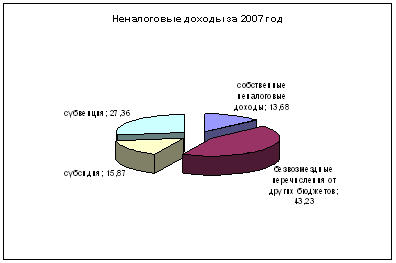 Неналоговые доходы за 2007 год
собственные
неналоговые
доходы; 13,68
субвенция; 27,36
субсидия; 15,87
безвозмездные
перечисления от
других бюджетов;
43,23